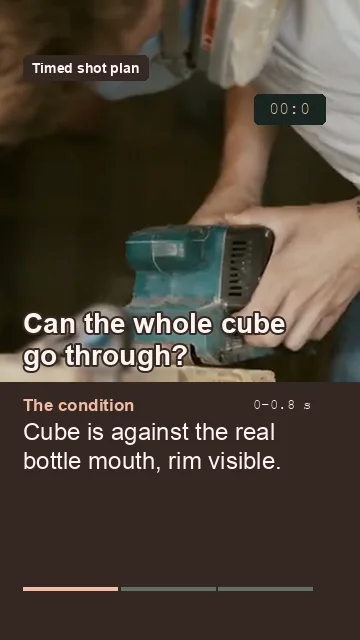 Timed shot plan
00:0
Can the whole cube
go through?
The condition
0–0.8 s
Cube is against the real
bottle mouth, rim visible.